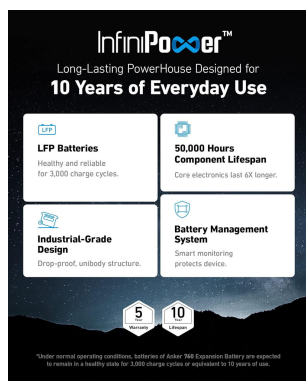 InfiniPower™
Long-Lasting PowerHouse Designed for
10 Years of Everyday Use
LFP
LFP Batteries
Healthy and reliable
for 3,000 charge cycles.
50,000 Hours
Component Lifespan
Core electronics last 6X longer.
Industrial-Grade
Design
Drop-proof, unibody structure.
Battery Management
System
Smart monitoring
protects device.
5
Year
Warranty
10
Year
Lifespan
*Under normal operating conditions, batteries of Anker 760 Expansion Battery are expected
to remain in a healthy state for 3,000 charge cycles or equivalent to 10 years of use.